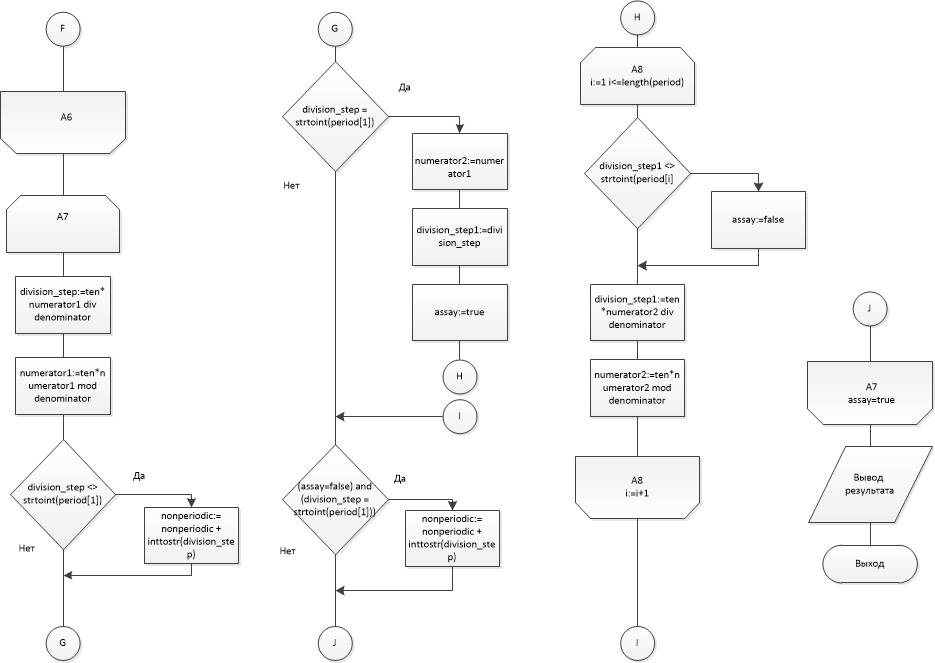 F
A6
A7
division_step:=ten*
numerator1 div
denominator
numerator1:=ten*n
umerator1 mod
denominator
division_step <>
strtoint(period[1])
Да
nonperiodic:=
nonperiodic +
inttostr(division_ste
p)
Нет
G
G
division_step =
strtoint(period[1])
Да
numerator2:=numer
ator1
Нет
division_step1:=divi
sion_step
assay:=true
H
I
(assay=false) and
(division_step =
strtoint(period[1]))
Да
nonperiodic:=
nonperiodic +
inttostr(division_ste
p)
Нет
J
H
A8
i:=1 i<=length(period)
division_step1 <>
strtoint(period[i]
assay:=false
division_step1:=ten
*numerator2 div
denominator
numerator2:=ten*n
umerator2 mod
denominator
A8
i:=i+1
I
J
A7
assay=true
Вывод
результата
Выход